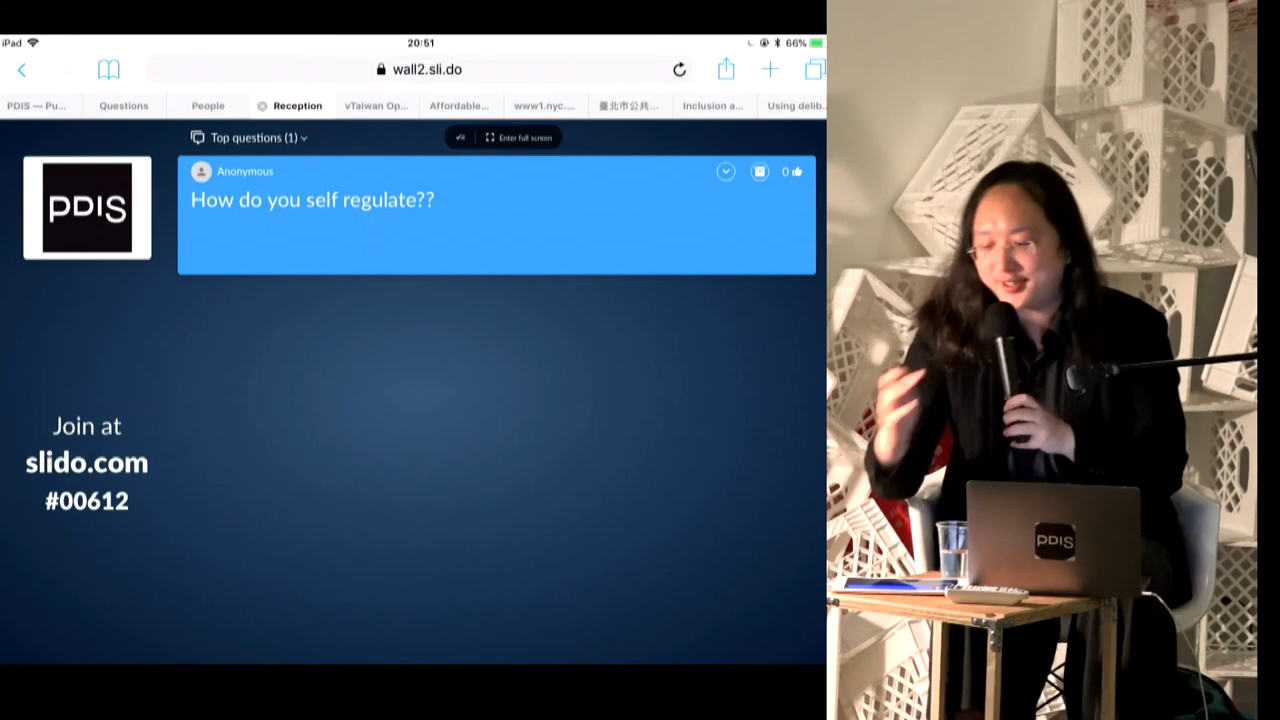 iPad
20:51
66%
wall2.sli.do
PDIS — Pu...
Questions
People
Reception
vTaiwan Op...
Affordable...
www1.nyc....
臺北市公共...
Inclusion a...
Using delib..
Top questions (1)
Enter full screen
PDIS
Anonymous
0
How do you self regulate??
Join at
slido.com
#00612
PDIS